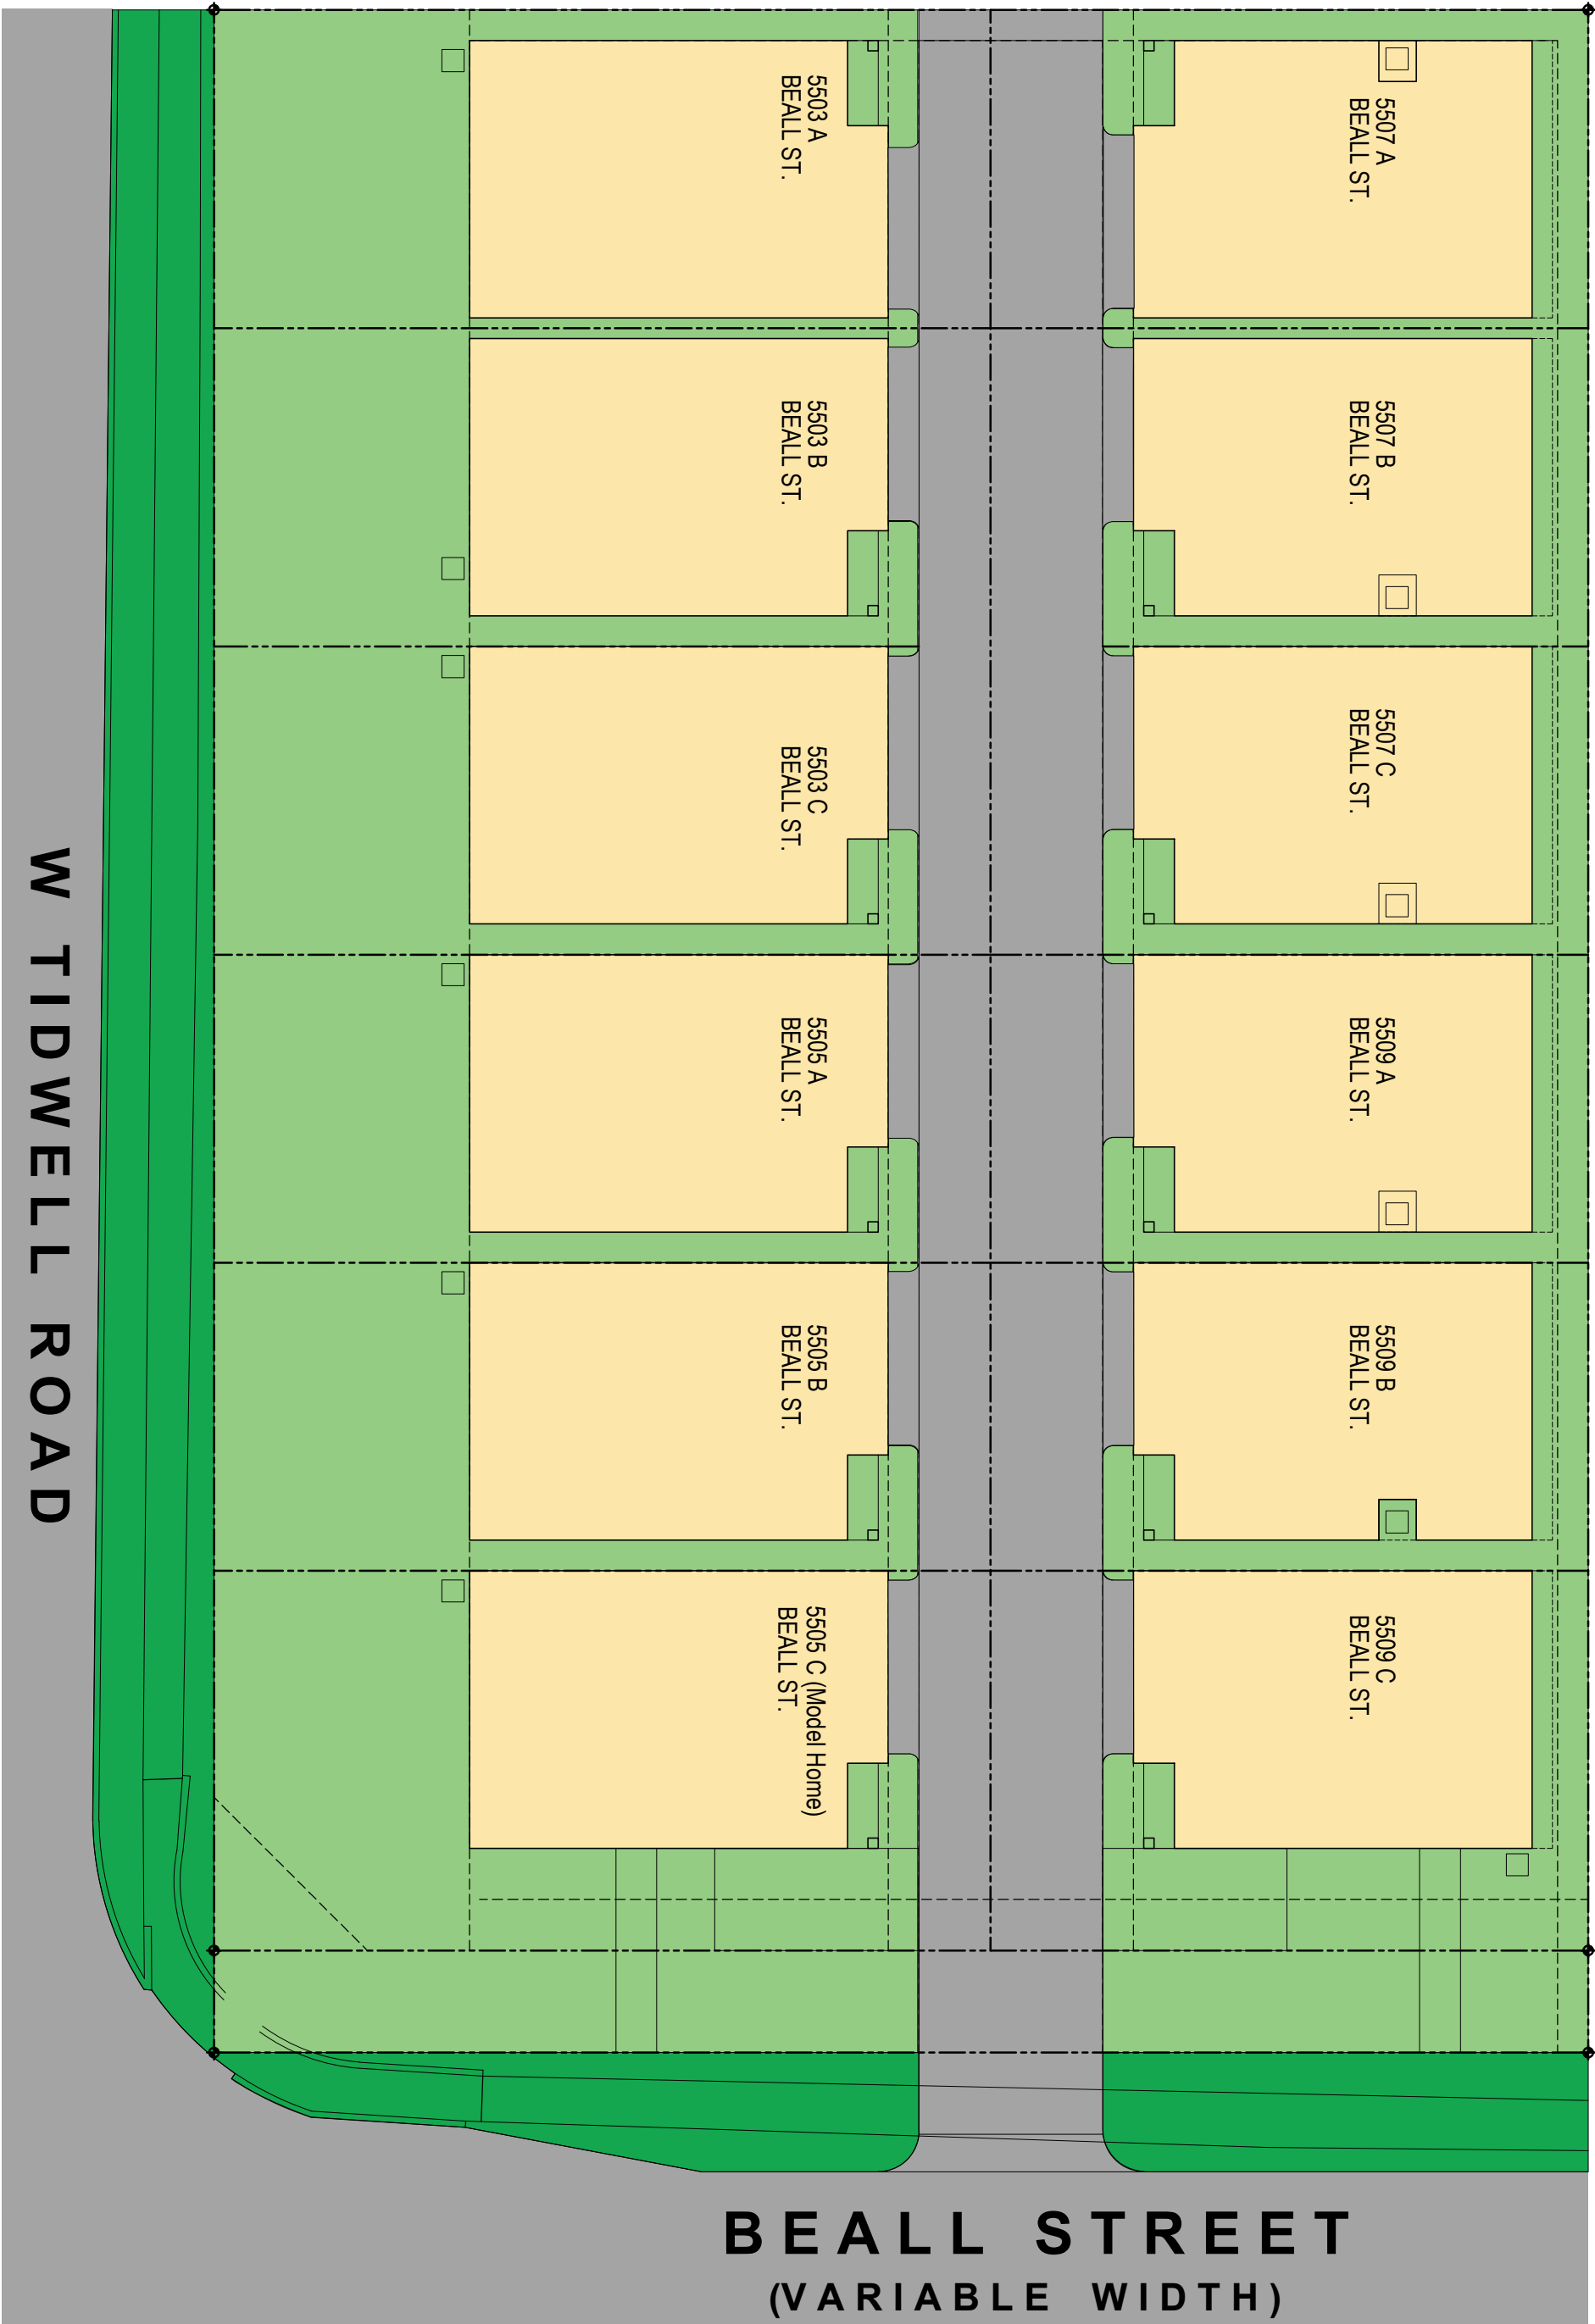 5503 A
BEALL ST.
5507 A
BEALL ST.
5503 B
BEALL ST.
5507 B
BEALL ST.
5503 C
BEALL ST.
5507 C
BEALL ST.
5505 A
BEALL ST.
5509 A
BEALL ST.
5505 B
BEALL ST.
5509 B
BEALL ST.
5505 C (Model Home)
BEALL ST.
5509 C
BEALL ST.
W TIDWELL ROAD
BEALL STREET
(VARIABLE WIDTH)